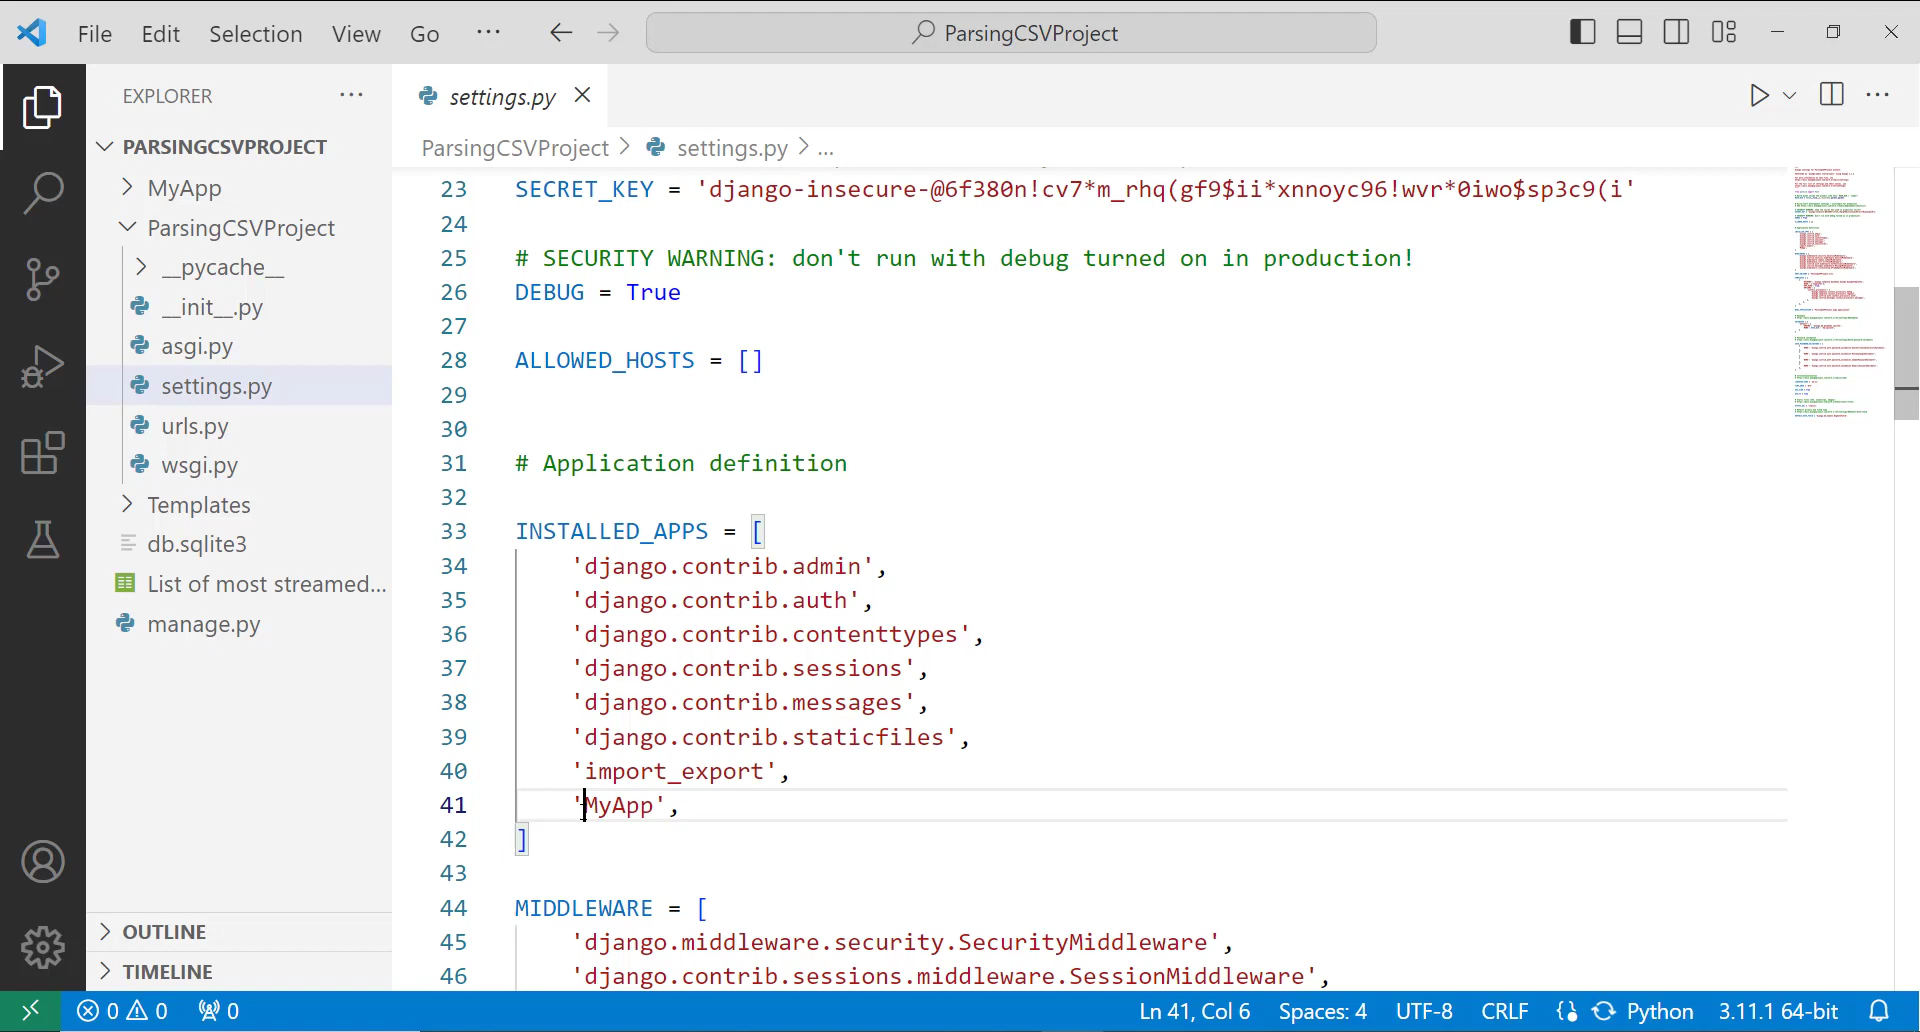 File Edit Selection View Go ··· ParsingCSVProject
EXPLORER ···
PARSINGCSVPROJECT
MyApp
ParsingCSVProject
__pycache__
__init__.py
asgi.py
settings.py
urls.py
wsgi.py
Templates
db.sqlite3
List of most streamed...
manage.py
OUTLINE
TIMELINE
settings.py
ParsingCSVProject > settings.py > ...
23 SECRET_KEY = 'django-insecure-@6f380n!cv7*m_rhq(gf9$ii*xnnoyc96!wvr*0iwo$sp3c9(i'
24
25 # SECURITY WARNING: don't run with debug turned on in production!
26 DEBUG = True
27
28 ALLOWED_HOSTS = []
29
30
31 # Application definition
32
33 INSTALLED_APPS = [
34 'django.contrib.admin',
35 'django.contrib.auth',
36 'django.contrib.contenttypes',
37 'django.contrib.sessions',
38 'django.contrib.messages',
39 'django.contrib.staticfiles',
40 'import_export',
41 'MyApp',
42 ]
43
44 MIDDLEWARE = [
45 'django.middleware.security.SecurityMiddleware',
46 'django.contrib.sessions.middleware.SessionMiddleware',
0 0 0 Ln 41, Col 6 Spaces: 4 UTF-8 CRLF Python 3.11.1 64-bit